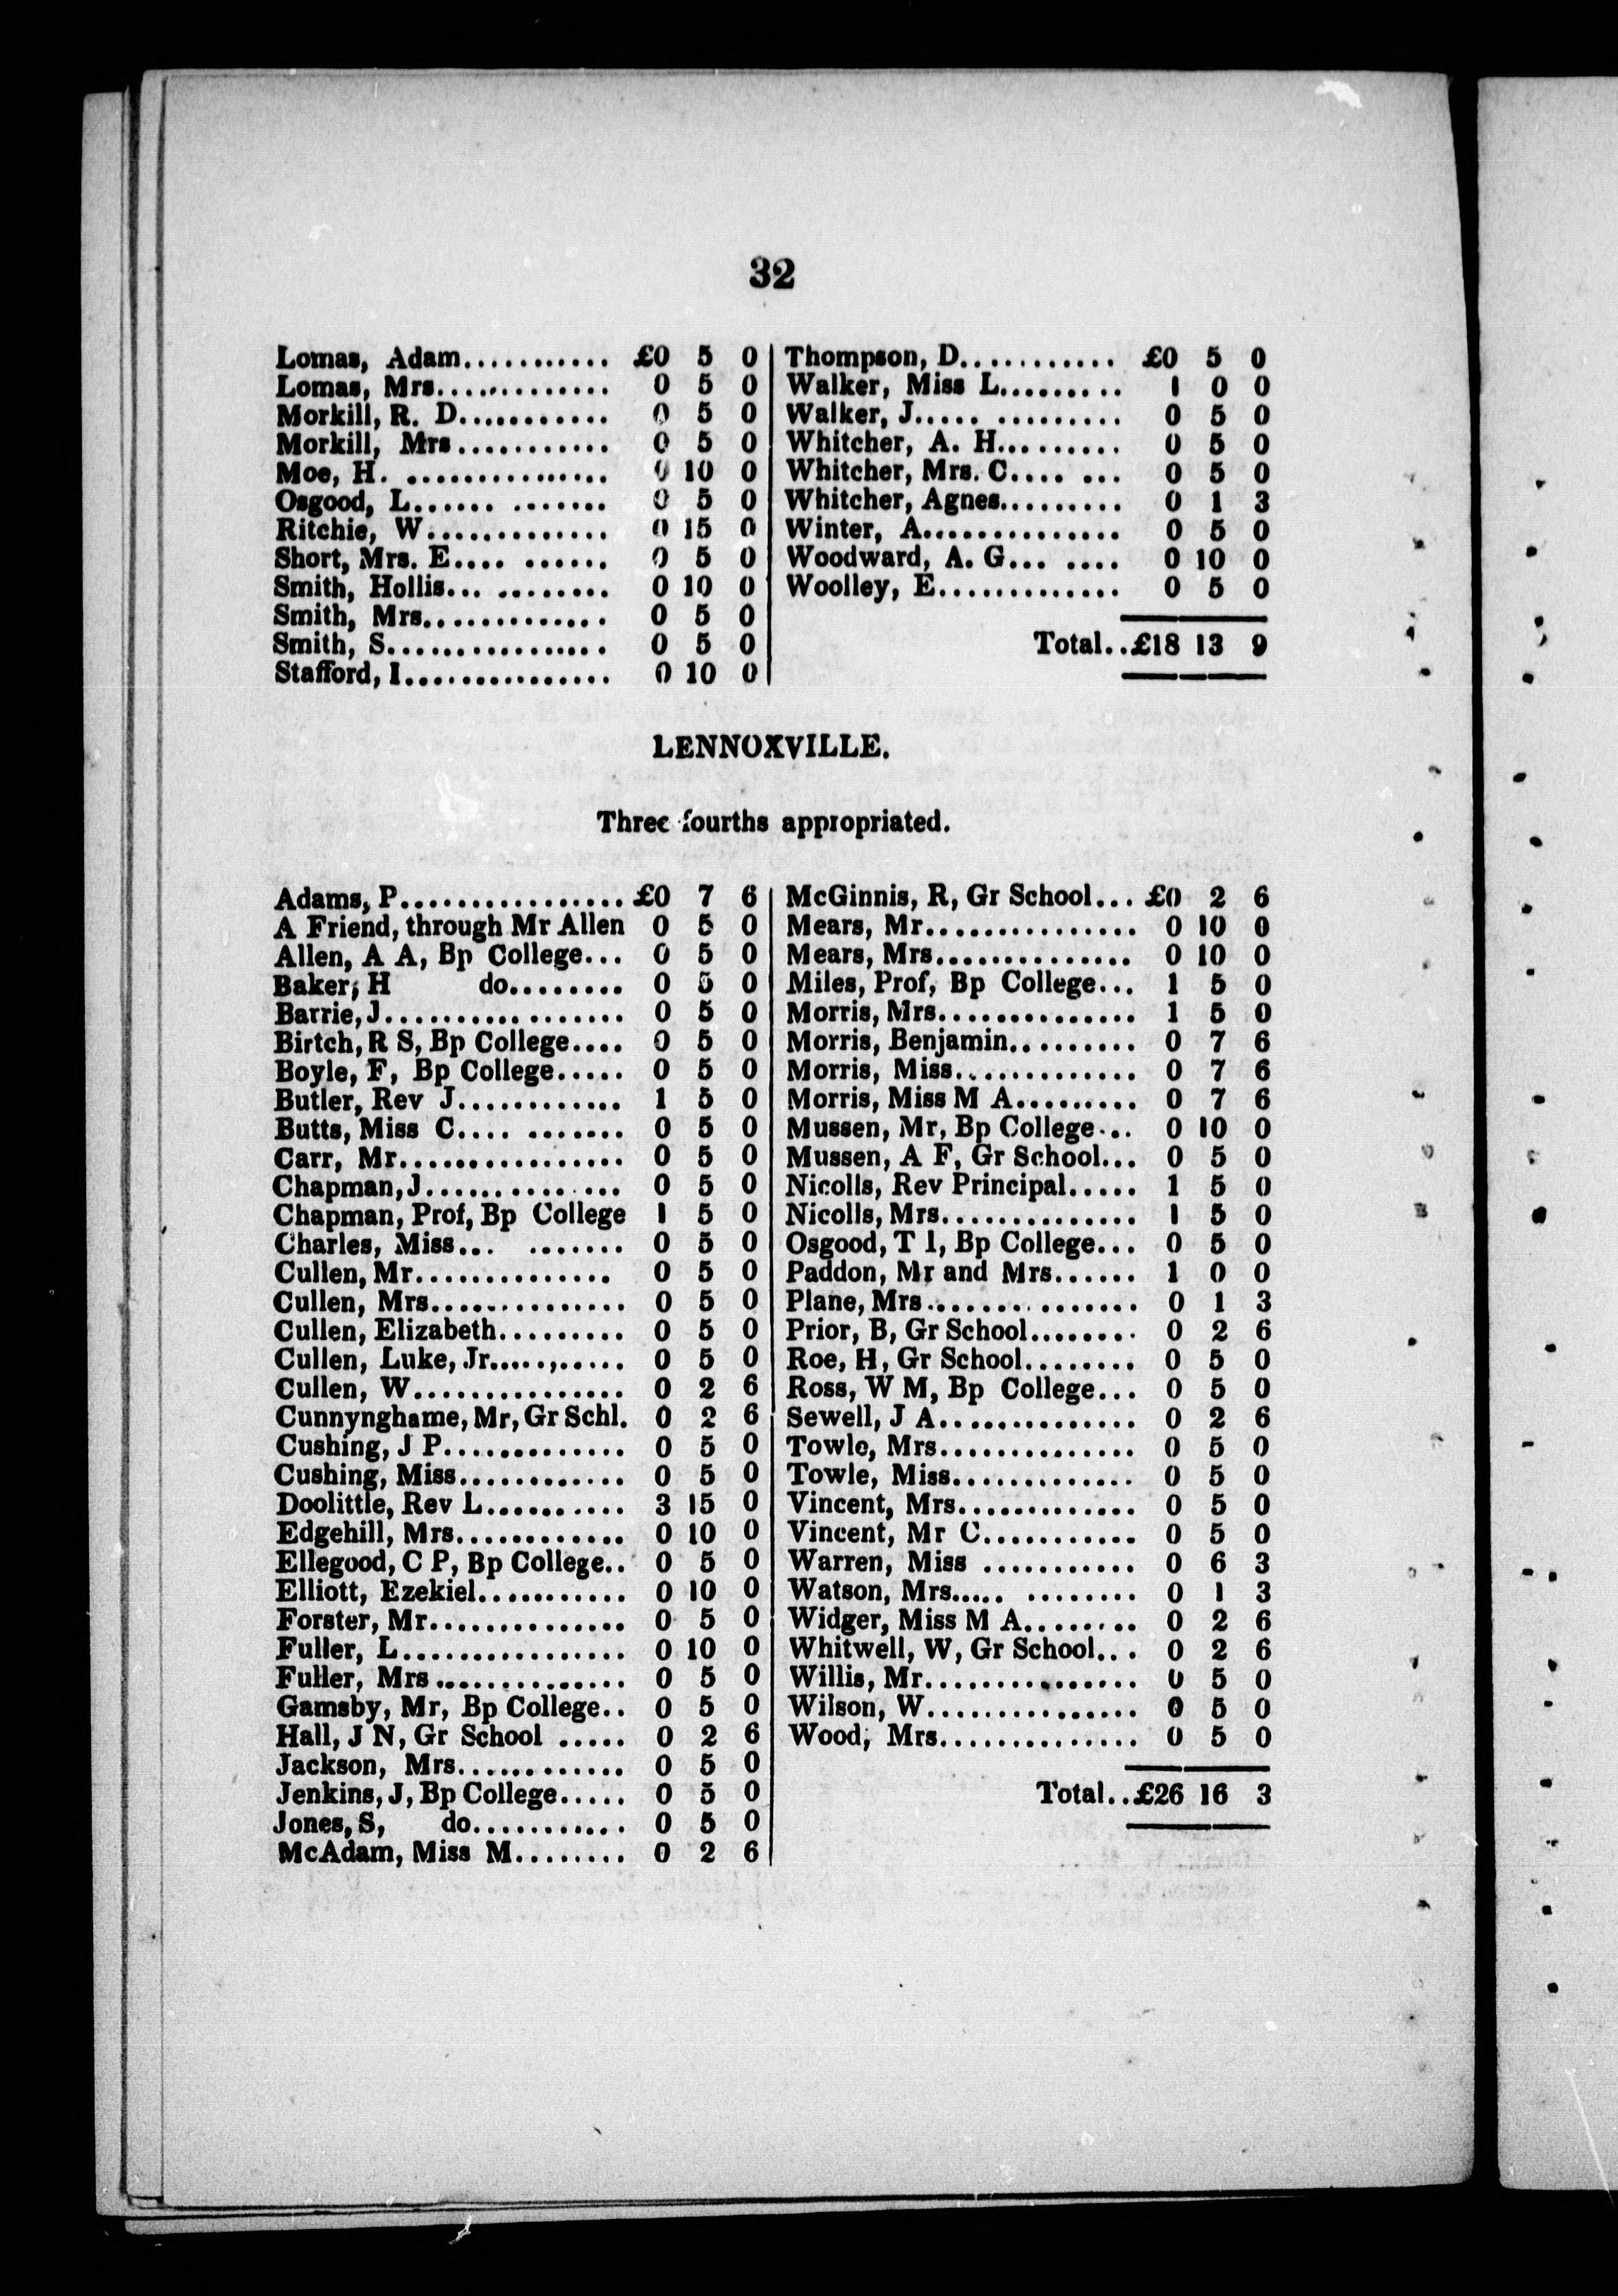 32
Lomas, Adam........... £0 5 0
Lomas, Mrs.............. 0 5 0
Morkill, R. D........... 0 5 0
Morkill, Mrs........... 0 5 0
Moe, H. ............... 0 10 0
Osgood, L...... ....... 0 5 0
Ritchie, W............. 0 15 0
Short, Mrs. E.... ...... 0 5 0
Smith, Hollis... ........ 0 10 0
Smith, Mrs............. 0 5 0
Smith, S................ 0 5 0
Stafford, I............... 0 10 0
Thompson, D........... £0 5 0
Walker, Miss L......... 1 0 0
Walker, J..... ......... 0 5 0
Whitcher, A. H......... 0 5 0
Whitcher, Mrs. C.... ... 0 5 0
Whitcher, Agnes......... 0 1 3
Winter, A.............. 0 5 0
Woodward, A. G... .... 0 10 0
Woolley, E............. 0 5 0
Total..£18 13 9
LENNOXVILLE.
Three fourths appropriated.
Adams, P................£0 7 6
A Friend, through Mr Allen 0 5 0
Allen, A A, Bp College... 0 5 0
Baker, H do........ 0 5 0
Barrie, J................. 0 5 0
Birtch, R S, Bp College.... 0 5 0
Boyle, F, Bp College..... 0 5 0
Butler, Rev J............ 1 5 0
Butts, Miss C.... ....... 0 5 0
Carr, Mr................ 0 5 0
Chapman, J.............. 0 5 0
Chapman, Prof, Bp College 1 5 0
Charles, Miss... ....... 0 5 0
Cullen, Mr.............. 0 5 0
Cullen, Mrs.............. 0 5 0
Cullen, Elizabeth......... 0 5 0
Cullen, Luke, Jr.....,..... 0 5 0
Cullen, W............... 0 2 6
Cunnynghame, Mr, Gr Schl. 0 2 6
Cushing, J P............. 0 5 0
Cushing, Miss............ 0 5 0
Doolittle, Rev L.......... 3 15 0
Edgehill, Mrs............ 0 10 0
Ellegood, C P, Bp College.. 0 5 0
Elliott, Ezekiel........... 0 10 0
Forster, Mr.............. 0 5 0
Fuller, L................ 0 10 0
Fuller, Mrs .............. 0 5 0
Gamsby, Mr, Bp College.. 0 5 0
Hall, J N, Gr School ..... 0 2 6
Jackson, Mrs............ 0 5 0
Jenkins, J, Bp College..... 0 5 0
Jones, S, do........... 0 5 0
McAdam, Miss M........ 0 2 6
McGinnis, R, Gr School... £0 2 6
Mears, Mr............... 0 10 0
Mears, Mrs.............. 0 10 0
Miles, Prof, Bp College... 1 5 0
Morris, Mrs.............. 1 5 0
Morris, Benjamin......... 0 7 6
Morris, Miss............. 0 7 6
Morris, Miss M A......... 0 7 6
Mussen, Mr, Bp College... 0 10 0
Mussen, A F, Gr School... 0 5 0
Nicolls, Rev Principal..... 1 5 0
Nicolls, Mrs.............. 1 5 0
Osgood, T I, Bp College... 0 5 0
Paddon, Mr and Mrs...... 1 0 0
Plane, Mrs............... 0 1 3
Prior, B, Gr School........ 0 2 6
Roe, H, Gr School........ 0 5 0
Ross, W M, Bp College... 0 5 0
Sewell, J A.............. 0 2 6
Towle, Mrs.............. 0 5 0
Towle, Miss............. 0 5 0
Vincent, Mrs............. 0 5 0
Vincent, Mr C........... 0 5 0
Warren, Miss ........... 0 6 3
Watson, Mrs..... ........ 0 1 3
Widger, Miss M A........ 0 2 6
Whitwell, W, Gr School... 0 2 6
Willis, Mr............... 0 5 0
Wilson, W............... 0 5 0
Wood, Mrs.............. 0 5 0
Total..£26 16 3